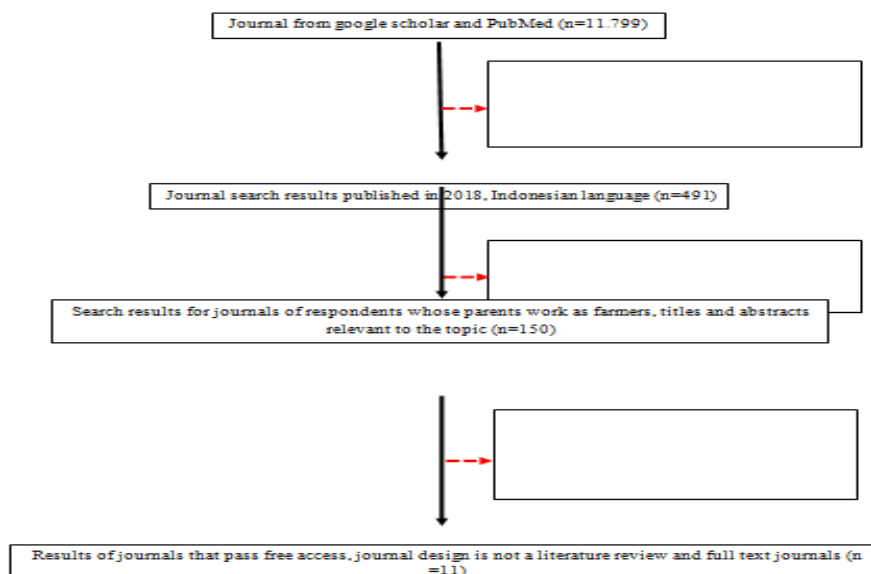 Journal from google scholar and PubMed (n=11.799)
Journal search results published in 2018, Indonesian language (n=491)
Search results for journals of respondents whose parents work as farmers, titles and abstracts
relevant to the topic (n=150)
Results of journals that pass free access, journal design is not a literature review and full text journals (n
=11)